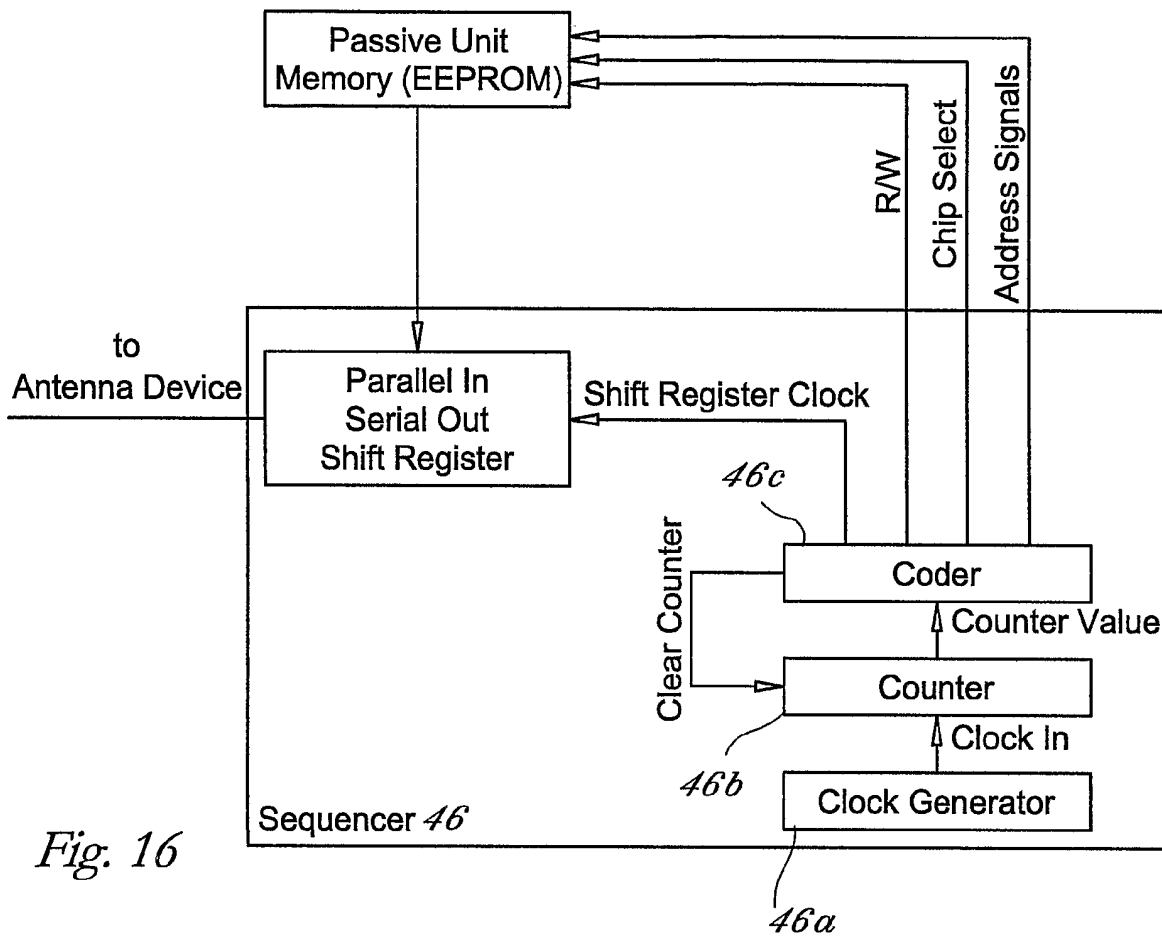 Passive Unit
Memory (EEPROM)
R/W
Chip Select
Address Signals
to
Antenna Device
Parallel In
Serial Out
Shift Register
Shift Register Clock
46c
Coder
Clear Counter
Counter Value
Counter
46b
Clock In
Clock Generator
Sequencer 46
46a
Fig. 16